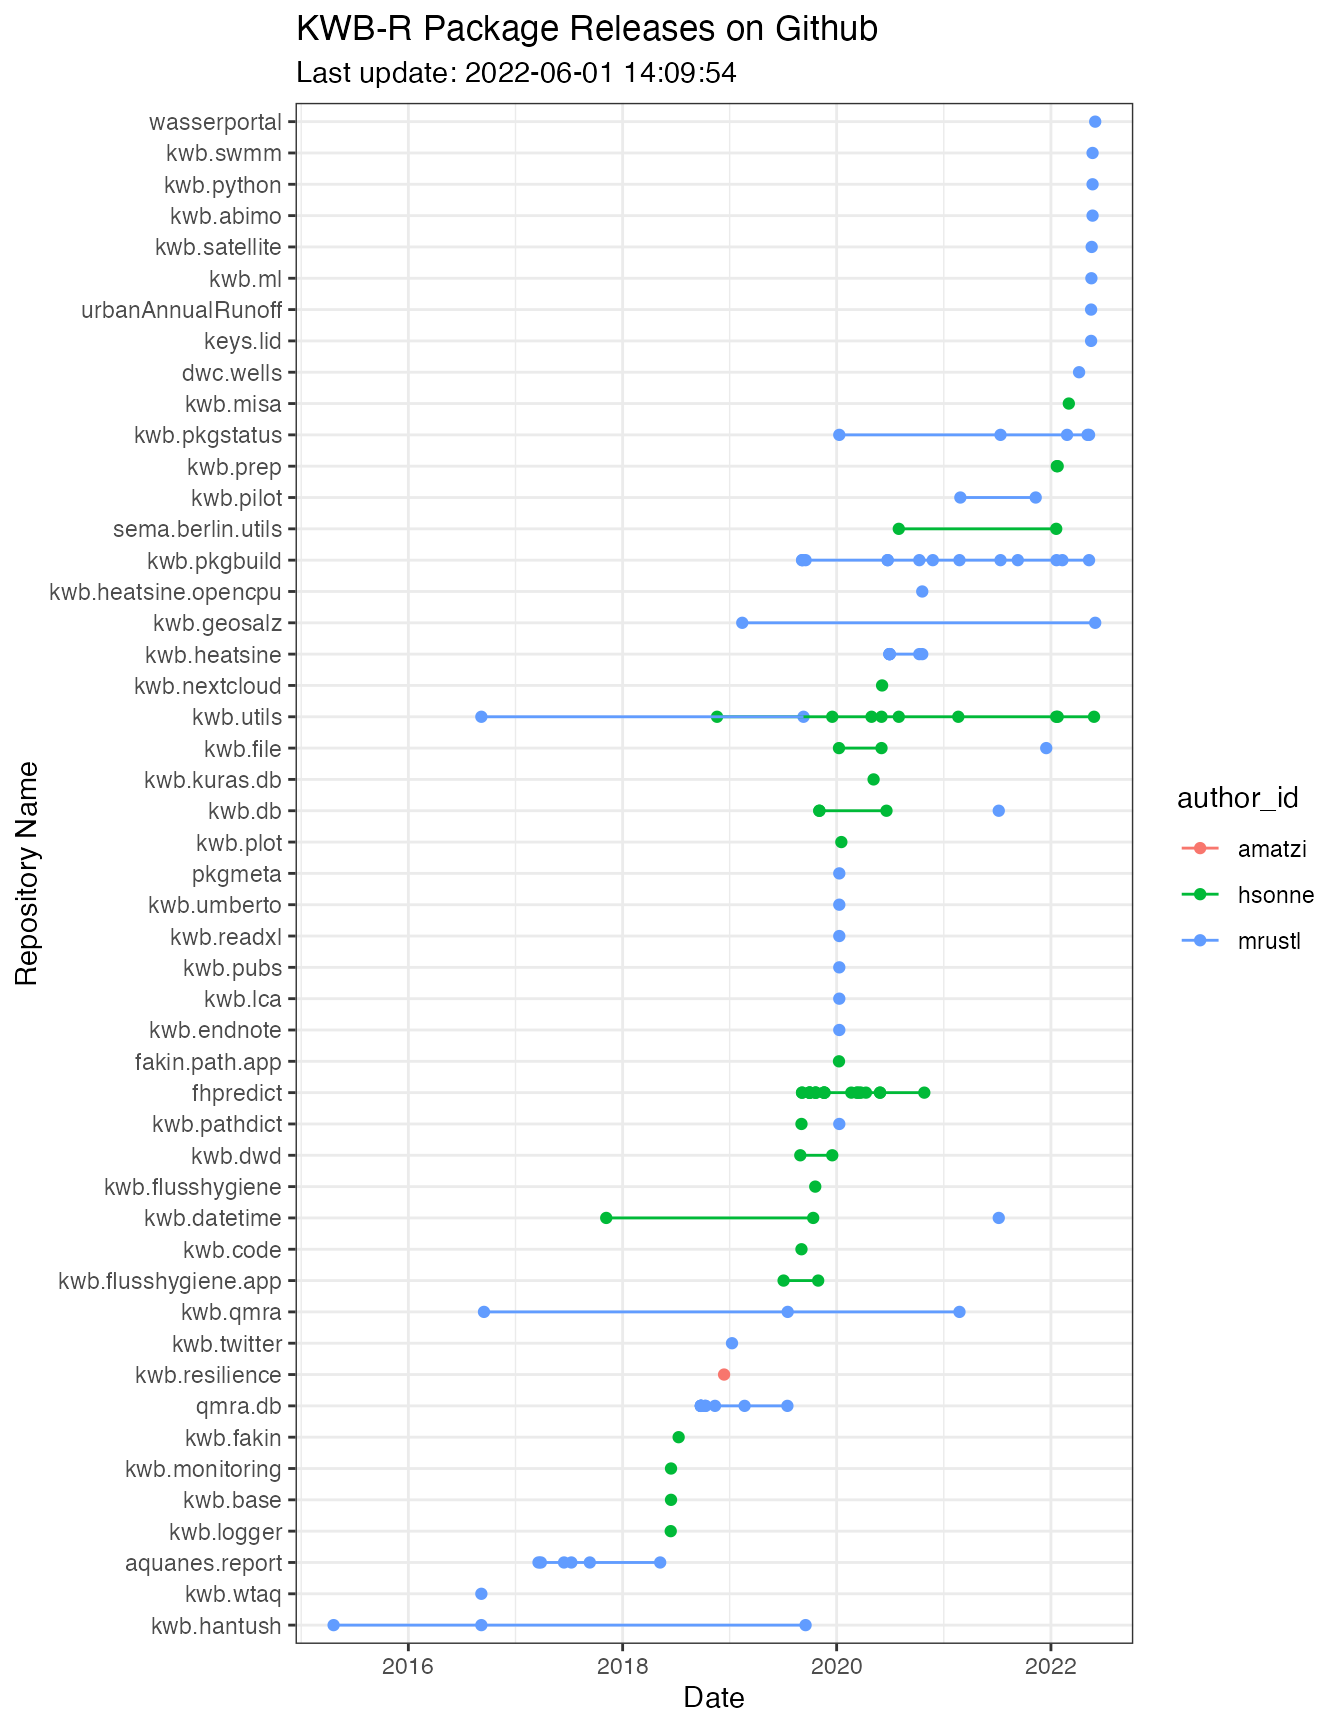 KWB-R Package Releases on Github
Last update: 2022-06-01 14:09:54
Repository Name
wasserportal
kwb.swmm
kwb.python
kwb.abimo
kwb.satellite
kwb.ml
urbanAnnualRunoff
keys.lid
dwc.wells
kwb.misa
kwb.pkgstatus
kwb.prep
kwb.pilot
sema.berlin.utils
kwb.pkgbuild
kwb.heatsine.opencpu
kwb.geosalz
kwb.heatsine
kwb.nextcloud
kwb.utils
kwb.file
kwb.kuras.db
kwb.db
kwb.plot
pkgmeta
kwb.umberto
kwb.readxl
kwb.pubs
kwb.lca
kwb.endnote
fakin.path.app
fhpredict
kwb.pathdict
kwb.dwd
kwb.flusshygiene
kwb.datetime
kwb.code
kwb.flusshygiene.app
kwb.qmra
kwb.twitter
kwb.resilience
qmra.db
kwb.fakin
kwb.monitoring
kwb.base
kwb.logger
aquanes.report
kwb.wtaq
kwb.hantush
2016 2018 2020 2022
Date
author_id
amatzi
hsonne
mrustl